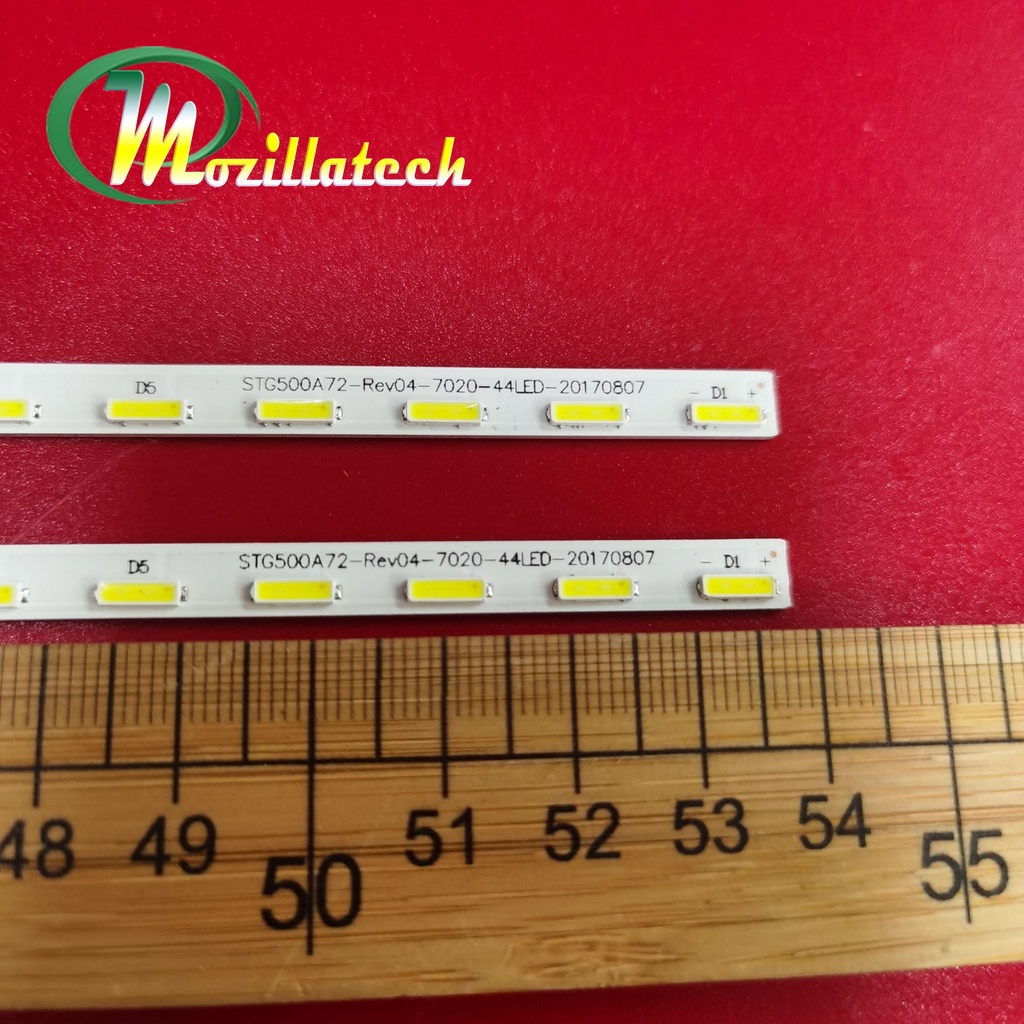 Mozillatech
D5 STG500A72-Rev04-7020-44LED-20170807 - D1 +
D5 STG500A72-Rev04-7020-44LED-20170807 - D1 +
48 49 50 51 52 53 54 55